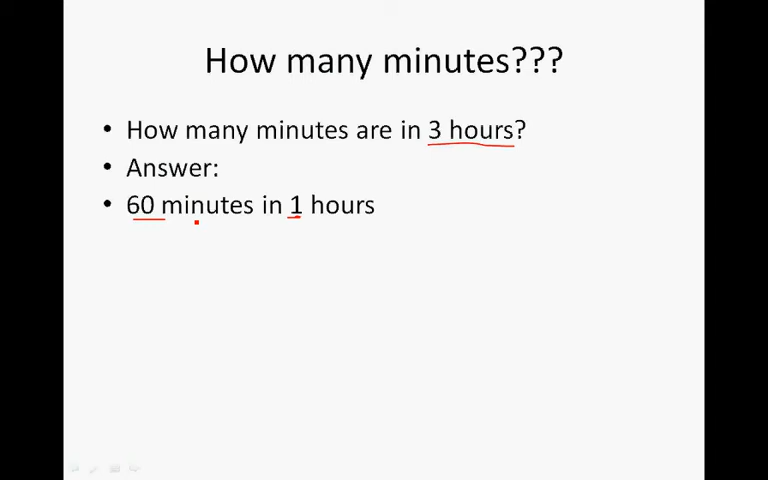 How many minutes???
• How many minutes are in 3 hours?
• Answer:
• 60 minutes in 1 hours